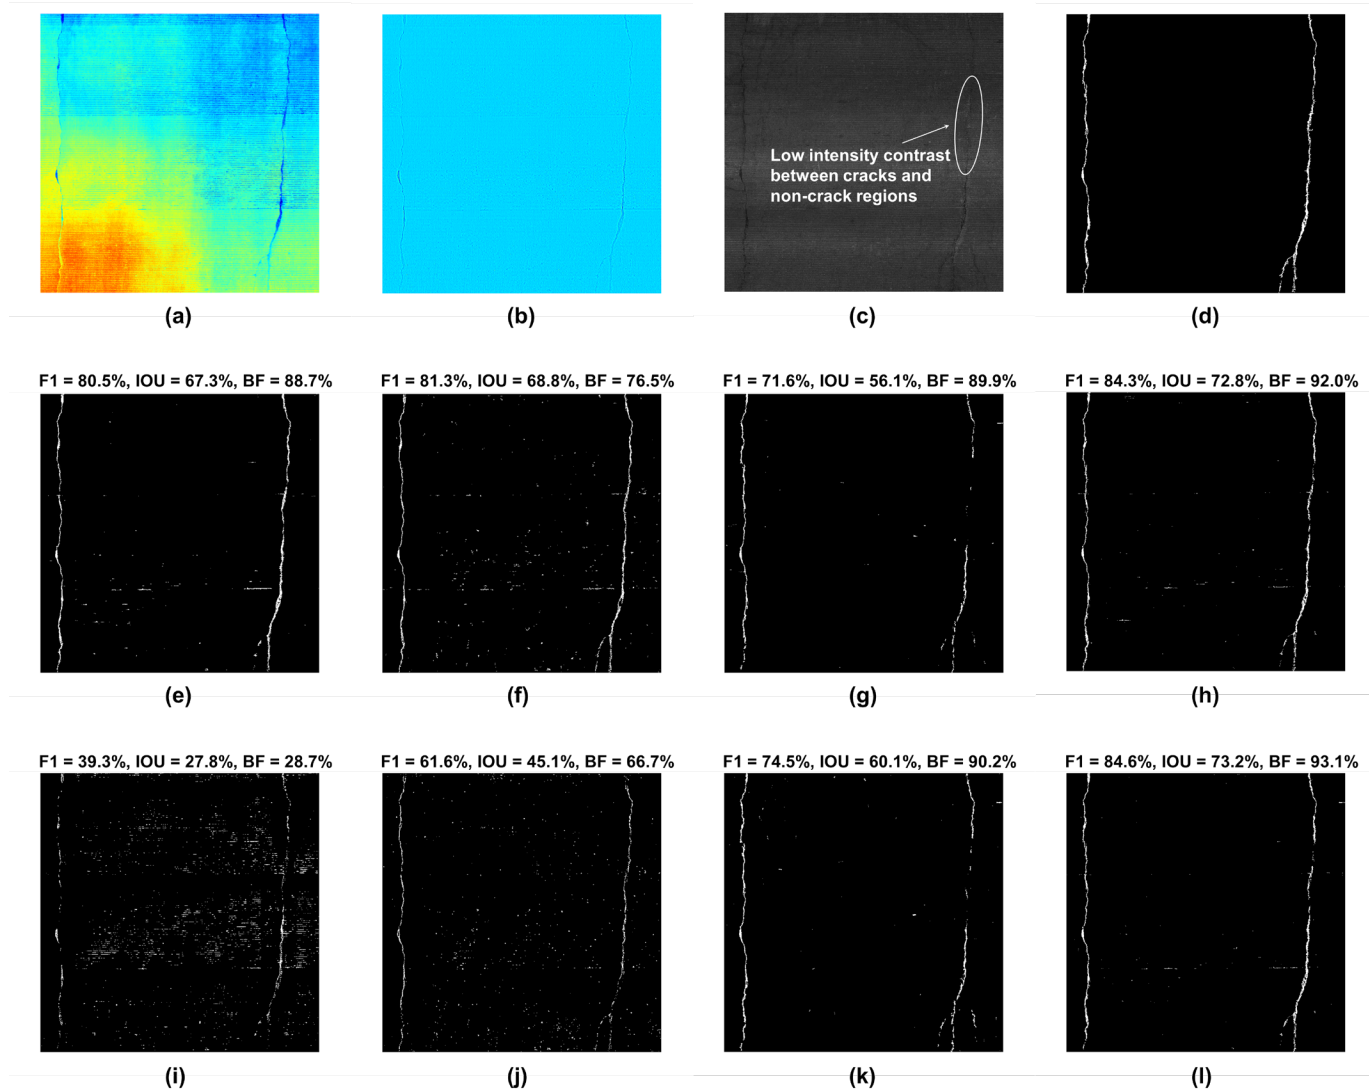 Low intensity contrast
between cracks and
non-crack regions
(a)
(b)
(c)
(d)
F1 = 80.5%, IOU = 67.3%, BF = 88.7%
F1 = 81.3%, IOU = 68.8%, BF = 76.5%
F1 = 71.6%, IOU = 56.1%, BF = 89.9%
F1 = 84.3%, IOU = 72.8%, BF = 92.0%
(e)
(f)
(g)
(h)
F1 = 39.3%, IOU = 27.8%, BF = 28.7%
F1 = 61.6%, IOU = 45.1%, BF = 66.7%
F1 = 74.5%, IOU = 60.1%, BF = 90.2%
F1 = 84.6%, IOU = 73.2%, BF = 93.1%
(i)
(j)
(k)
(l)